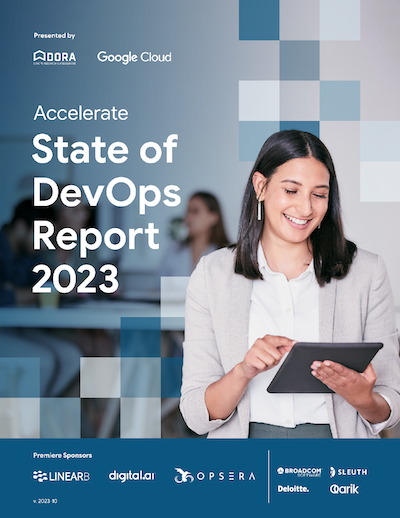 Presented by
DORA
Google Cloud
Accelerate
State of
DevOps
Report
2023
Premiere Sponsors
LINEARB
digital.ai
OPSERA
BROADCOM
SOFTWARE
SLEUTH
Deloitte.
Qarik
v. 2023-10